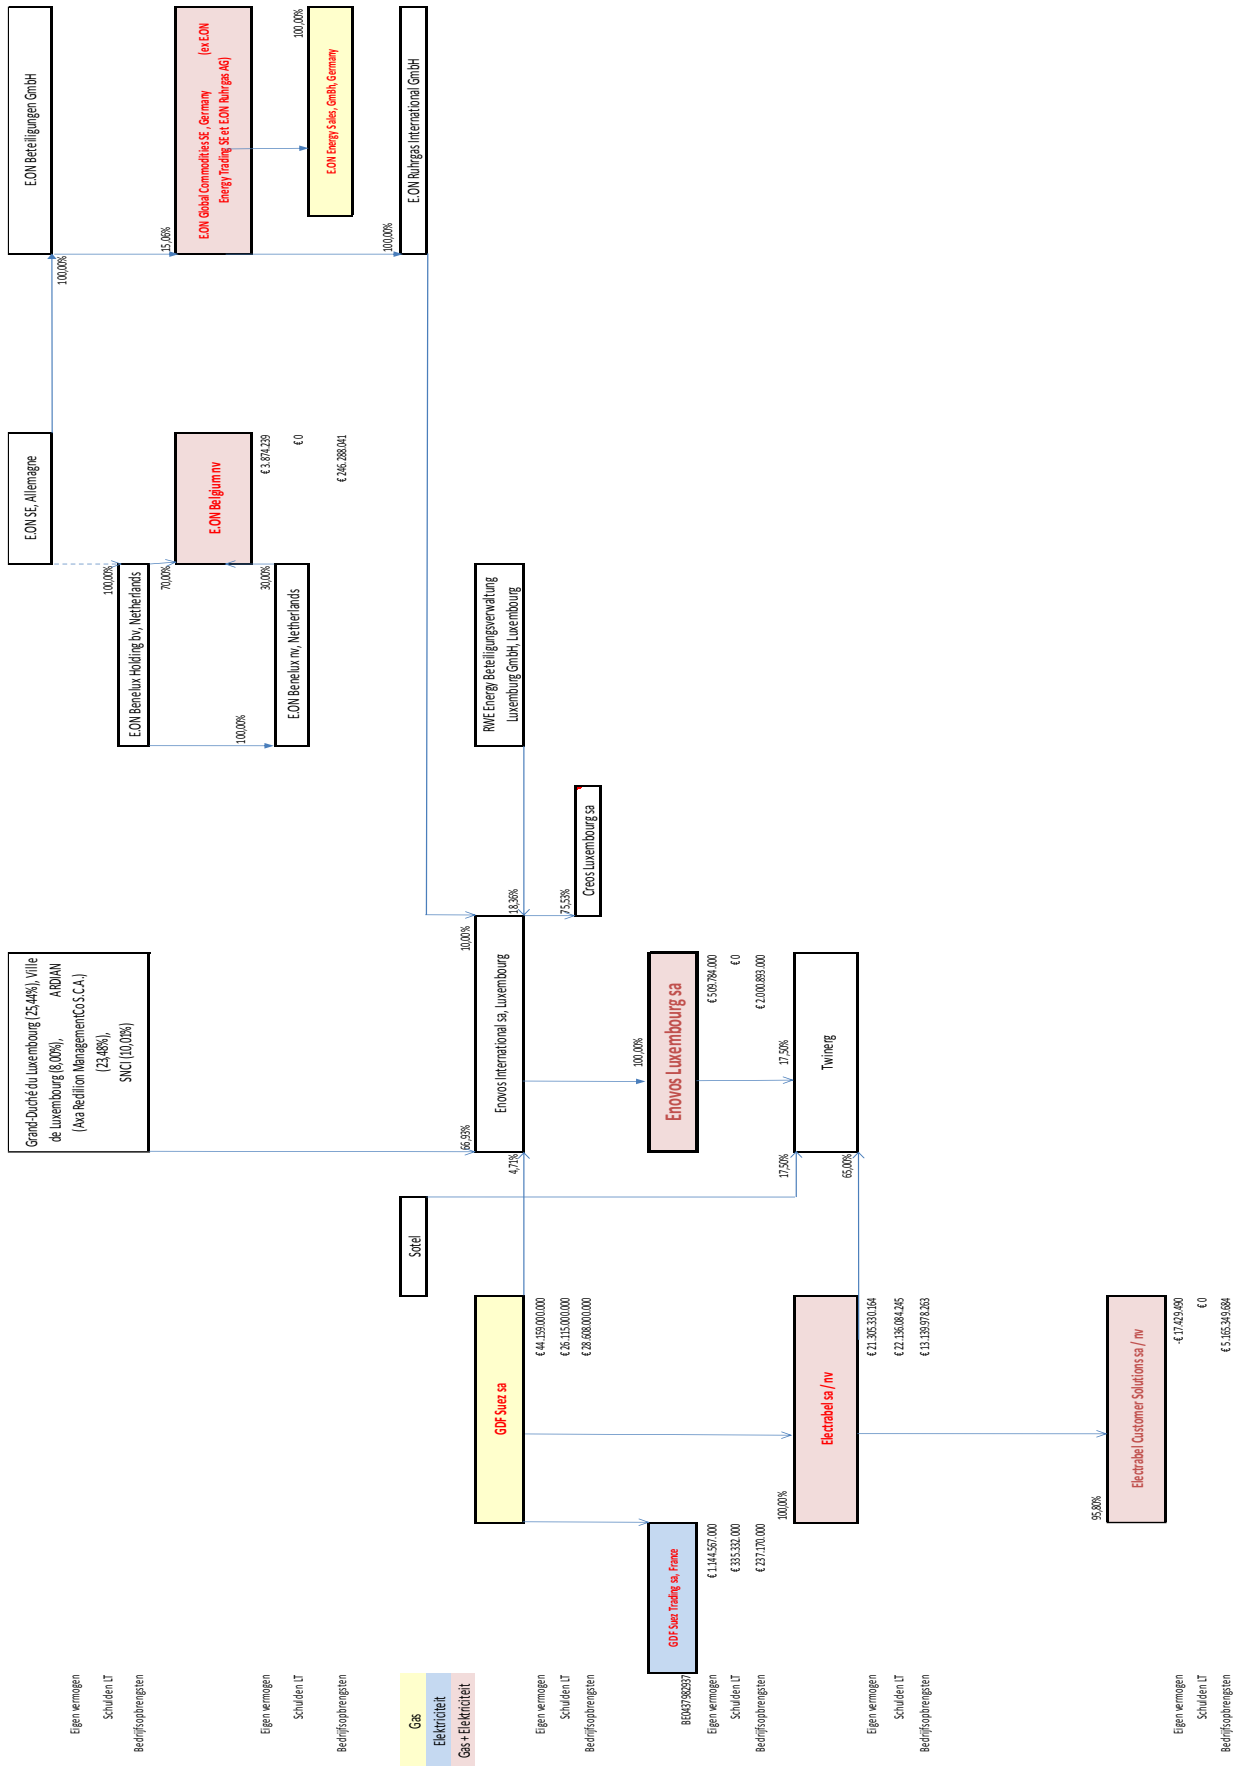 Grand-Duché du Luxembourg (25,44%), Ville
de Luxembourg (8,00%), ARDIAN
(Axa Redilion ManagementCo S.C.A.)
(23,48%),
SNCI (10,01%)
E.ON SE, Allemagne
E.ON Beteiligungen GmbH
100,00%
Eigen vermogen
Schulden LT
Bedrijfsopbrengsten
100,00%
E.ON Benelux Holding bv, Netherlands
70,00%
15,06%
E.ON Belgium nv
E.ON Global Commodities SE , Germany (ex E.ON
Energy Trading SE et E.ON Ruhrgas AG)
Eigen vermogen
30,00%
€ 3.874.239
Schulden LT
€ 0
Bedrijfsopbrengsten
€ 246.288.041
100,00%
E.ON Benelux nv, Netherlands
100,00%
E.ON Energy Sales, GmBh, Germany
100,00%
Gas
Elektriciteit
Gas + Elektriciteit
Sotel
E.ON Ruhrgas International GmbH
66,93%
10,00%
GDF Suez sa
Enovos International sa, Luxembourg
RWE Energy Beteiligungsverwaltung
Luxemburg GmbH, Luxembourg
4,71%
18,36%
Eigen vermogen
€ 44.159.000.000
Schulden LT
€ 26.115.000.000
Bedrijfsopbrengsten
€ 28.608.000.000
75,53%
Creos Luxembourg sa
100,00%
GDF Suez Trading sa, France
Enovos Luxembourg sa
BE0437982937
Eigen vermogen
€ 1.144.567.000
€ 509.784.000
Schulden LT
€ 335.332.000
€ 0
Bedrijfsopbrengsten
€ 237.170.000
€ 2.000.893.000
100,00%
17,50%
17,50%
Electrabel sa / nv
Twinerg
65,00%
Eigen vermogen
€ 21.305.330.164
Schulden LT
€ 22.136.084.245
Bedrijfsopbrengsten
€ 13.139.978.263
95,80%
Electrabel Customer Solutions sa / nv
Eigen vermogen
-€ 17.429.490
Schulden LT
€ 0
Bedrijfsopbrengsten
€ 5.165.349.684